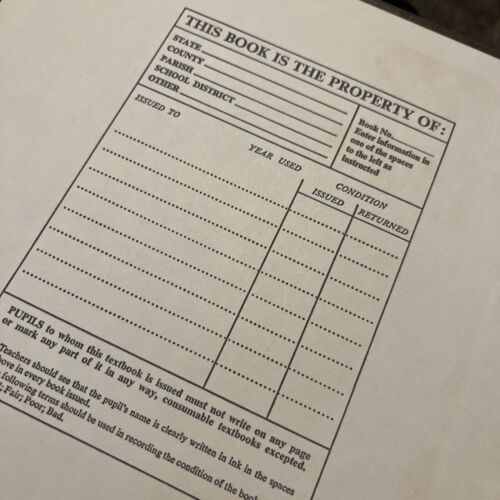 THIS BOOK IS THE PROPERTY OF:
STATE
COUNTY
PARISH
SCHOOL DISTRICT
OTHER
Book No.
Enter information in
one of the spaces
to the left as
instructed
ISSUED TO
YEAR USED
CONDITION
ISSUED
RETURNED
PUPILS to whom this textbook is issued must not write on any page
or mark any part of it in any way, consumable textbooks excepted.
Teachers should see that the pupil's name is clearly written in ink in the spaces
above in every book issued.
following terms should be used in recording the condition of the
Fair; Poor; Bad.